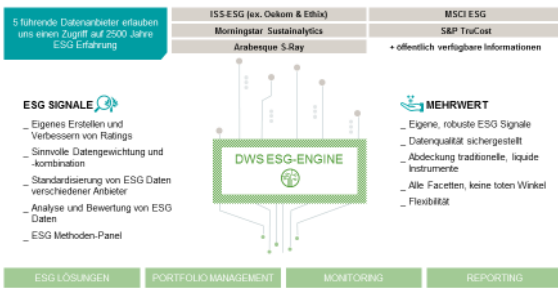 5 führende Datenanbieter erlauben
uns einen Zugriff auf 2500 Jahre
ESG Erfahrung
ISS-ESG (ex. Oekom & Ethix)
MSCI ESG
Morningstar Sustainalytics
S&P TruCost
Arabesque S-Ray
+ öffentlich verfügbare Informationen
ESG SIGNALE
_ Eigenes Erstellen und
Verbessern von Ratings
_ Sinnvolle Datengewichtung und
-kombination
_ Standardisierung von ESG Daten
verschiedener Anbieter
_ Analyse und Bewertung von ESG
Daten
_ ESG Methoden-Panel
DWS ESG-ENGINE
MEHRWERT
_ Eigene, robuste ESG Signale
_ Datenqualität sichergestellt
_ Abdeckung traditionelle, liquide
Instrumente
_ Alle Facetten, keine toten Winkel
_ Flexibilität
ESG LÖSUNGEN
PORTFOLIO MANAGEMENT
MONITORING
REPORTING